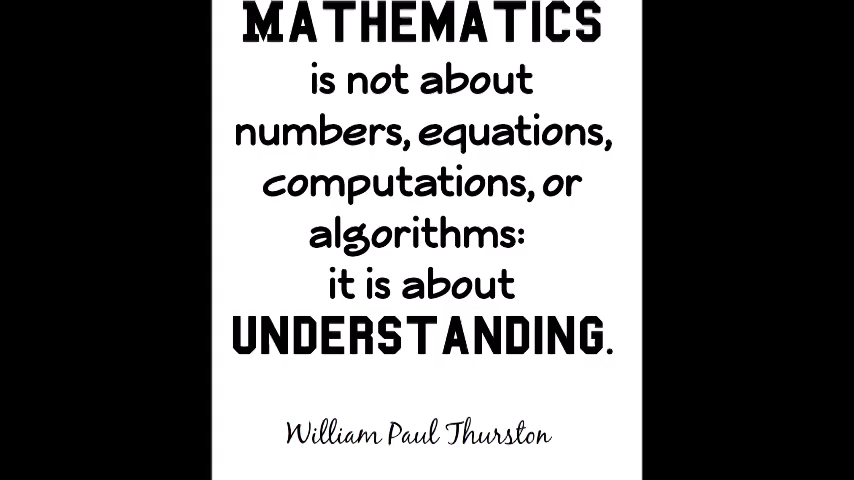 MATHEMATICS
is not about
numbers, equations,
computations, or
algorithms:
it is about
UNDERSTANDING.
William Paul Thurston